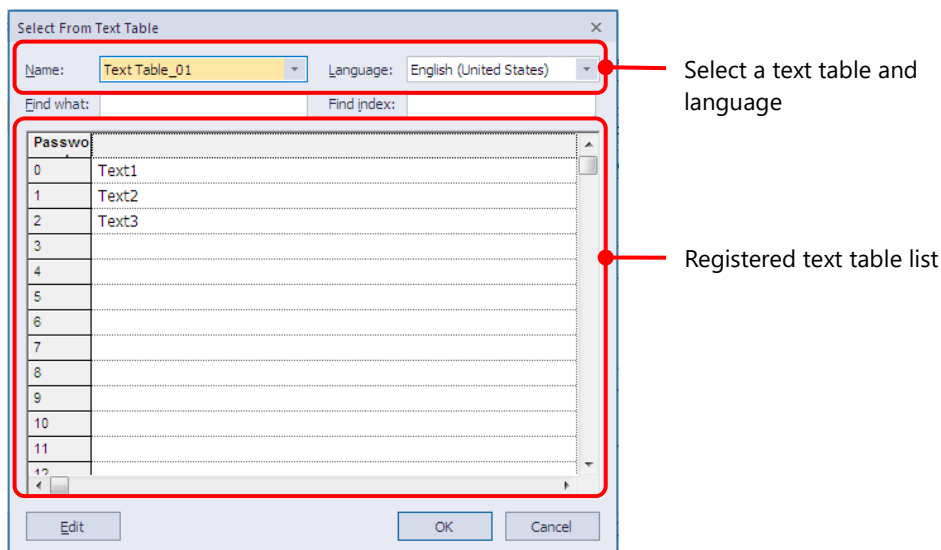 Select From Text Table
Name: Text Table_01 Language: English (United States)
Find what: Find index:
Select a text table and
language
Passwo
0 Text1
1 Text2
2 Text3
3
4
5
6
7
8
9
10
11
12
Registered text table list
Edit OK Cancel